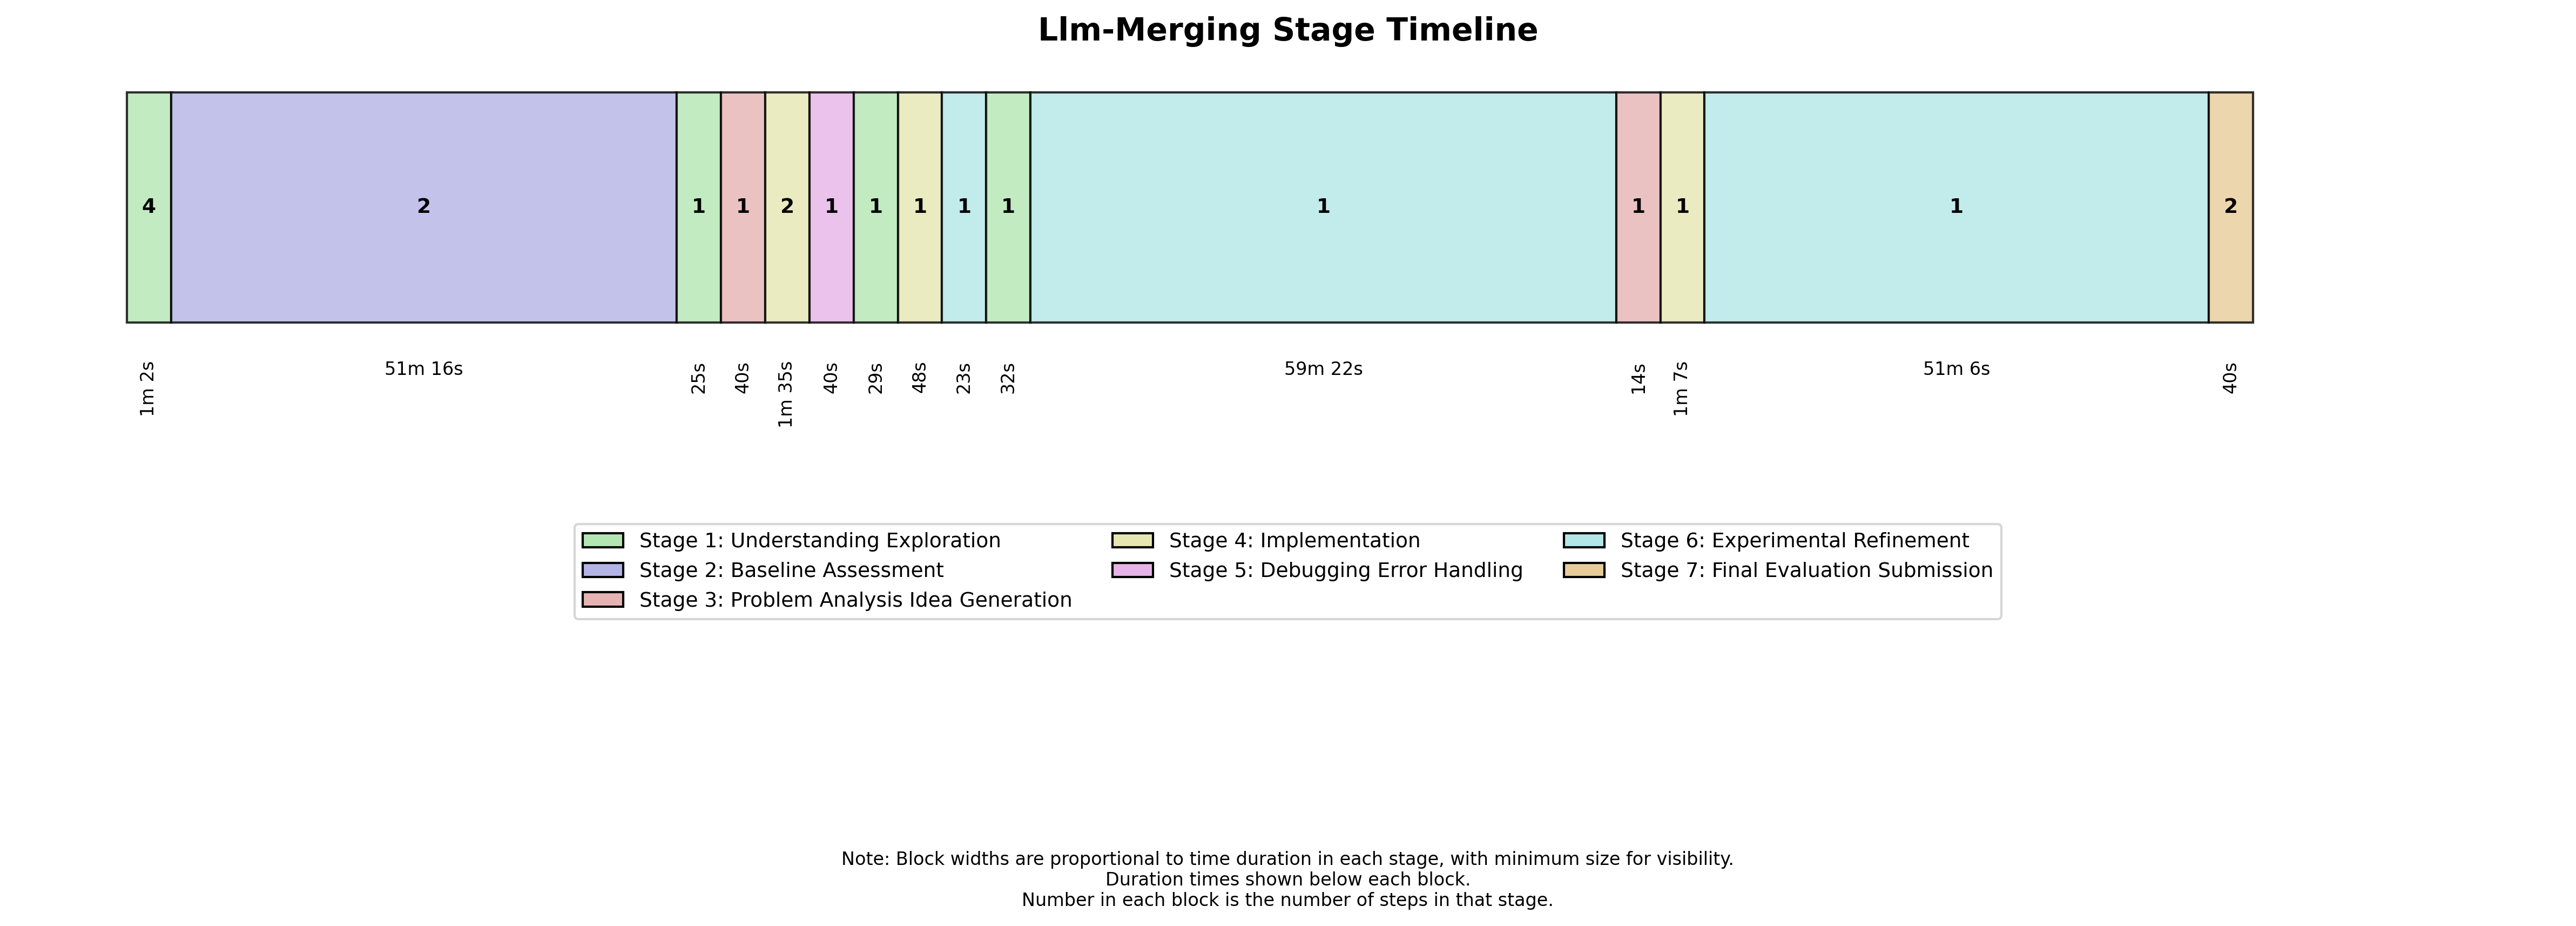 Llm-Merging Stage Timeline
4 2 1 1 2 1 1 1 1 1 1 1 1 1 2
1m 2s 51m 16s 25s 40s 1m 35s 40s 29s 48s 23s 32s 59m 22s 14s 1m 7s 51m 6s 40s
Stage 1: Understanding Exploration
Stage 2: Baseline Assessment
Stage 3: Problem Analysis Idea Generation
Stage 4: Implementation
Stage 5: Debugging Error Handling
Stage 6: Experimental Refinement
Stage 7: Final Evaluation Submission
Note: Block widths are proportional to time duration in each stage, with minimum size for visibility.
Duration times shown below each block.
Number in each block is the number of steps in that stage.